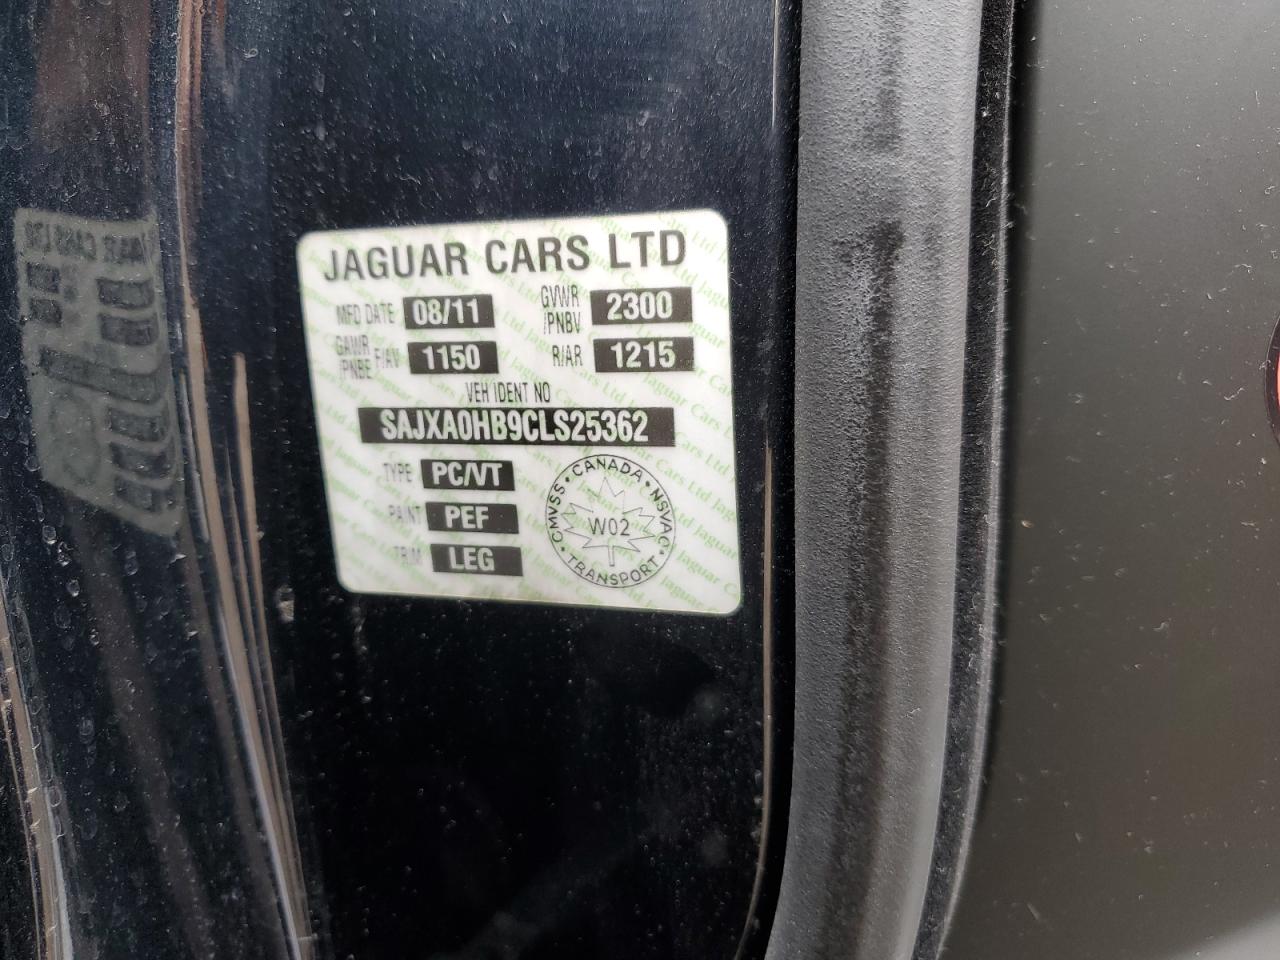 JAGUAR CARS LTD
MFD DATE 08/11 GVWR /PNBV 2300
GAWR /PNBE F/AV 1150 R/AR 1215
VEH IDENT NO
SAJXA0HB9CLS25362
TYPE PC/VT
PAINT PEF
TRIM LEG
CMVSS · CANADA · NSVAC · TRANSPORT
W02